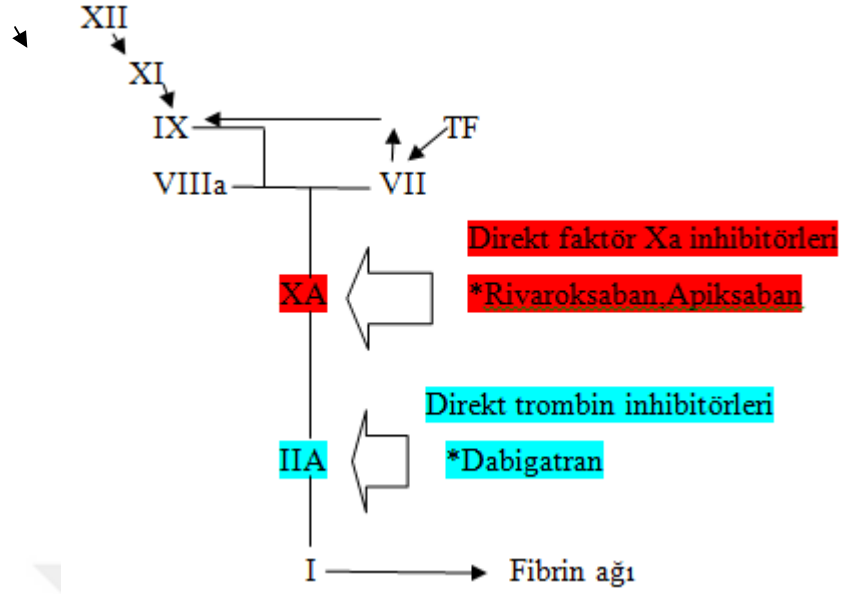 XII
XI
IX
TF
VIIIa
VII
Direkt faktör Xa inhibitörleri
XA
*Rivaroksaban,Apiksaban
Direkt trombin inhibitörleri
IIA
*Dabigatran
I
Fibrin ağı